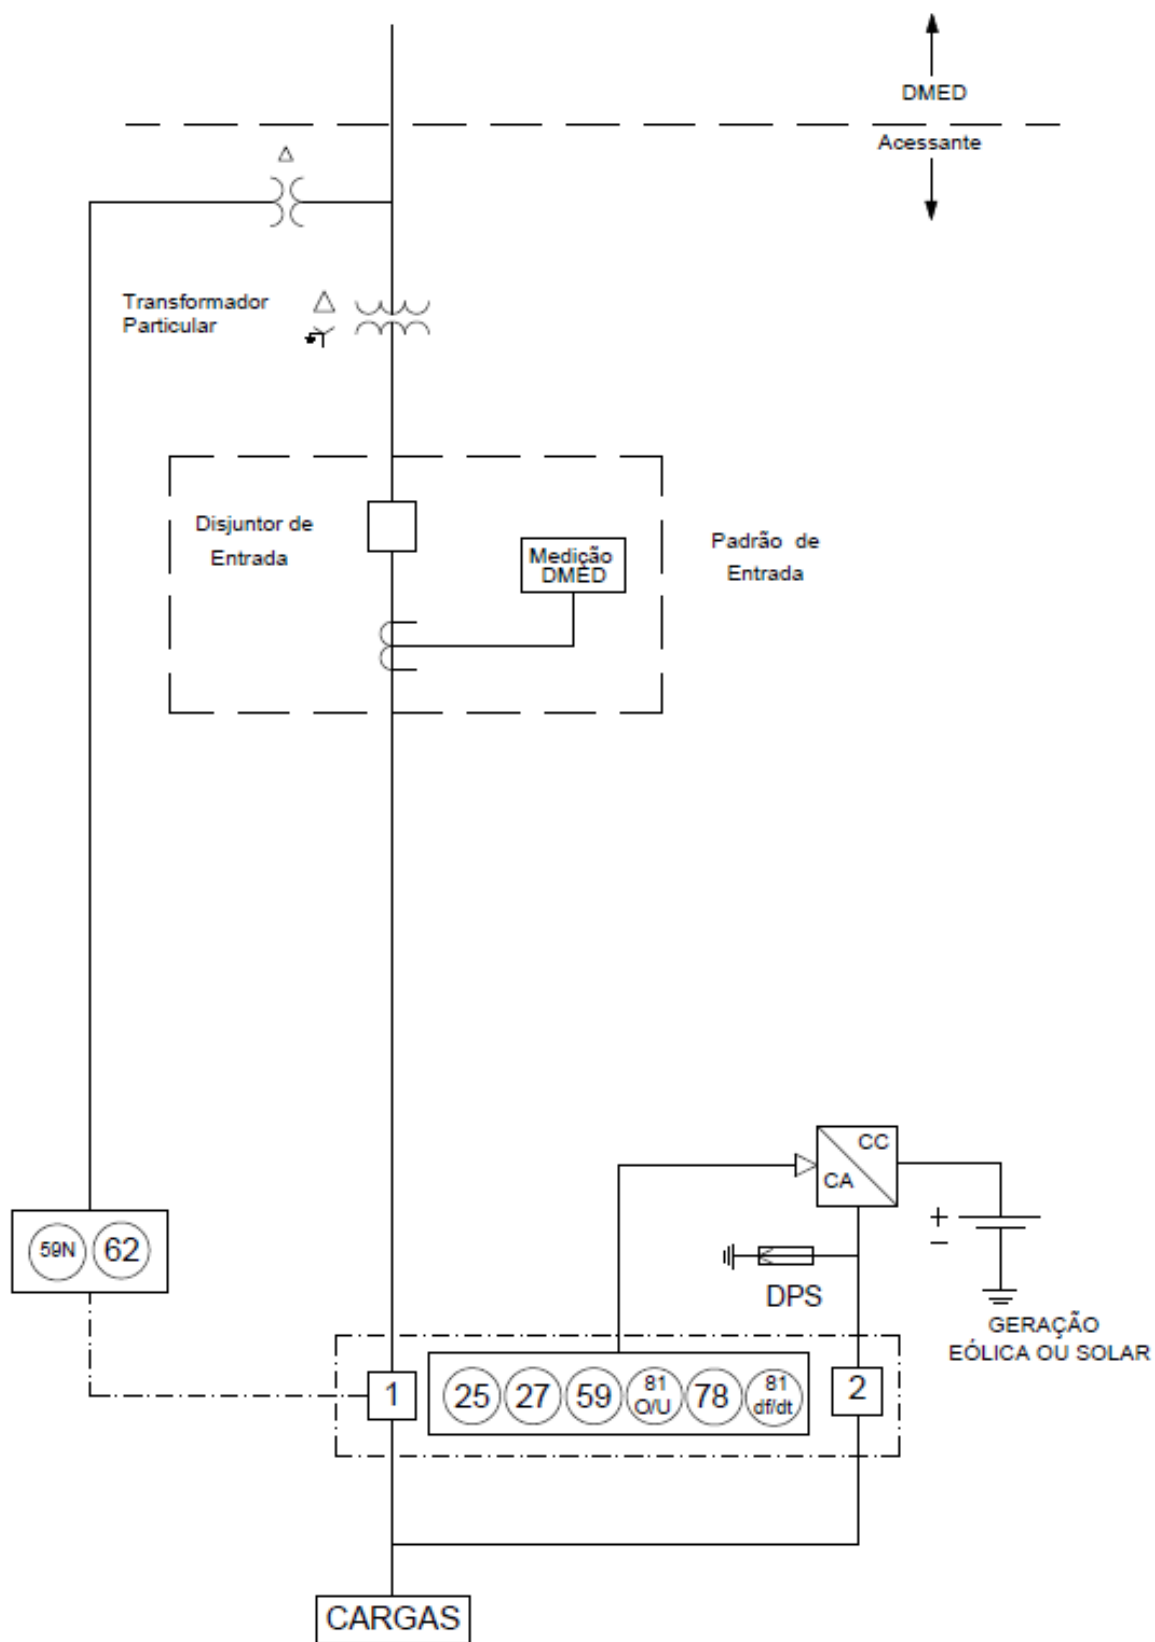 DMED
Acessante
Transformador
Particular
Disjuntor de
Entrada
Medição
DMED
Padrão de
Entrada
CC
CA
+
−
59N
62
DPS
GERAÇÃO
EÓLICA OU SOLAR
1
25
27
59
81
O/U
78
81
df/dt
2
CARGAS